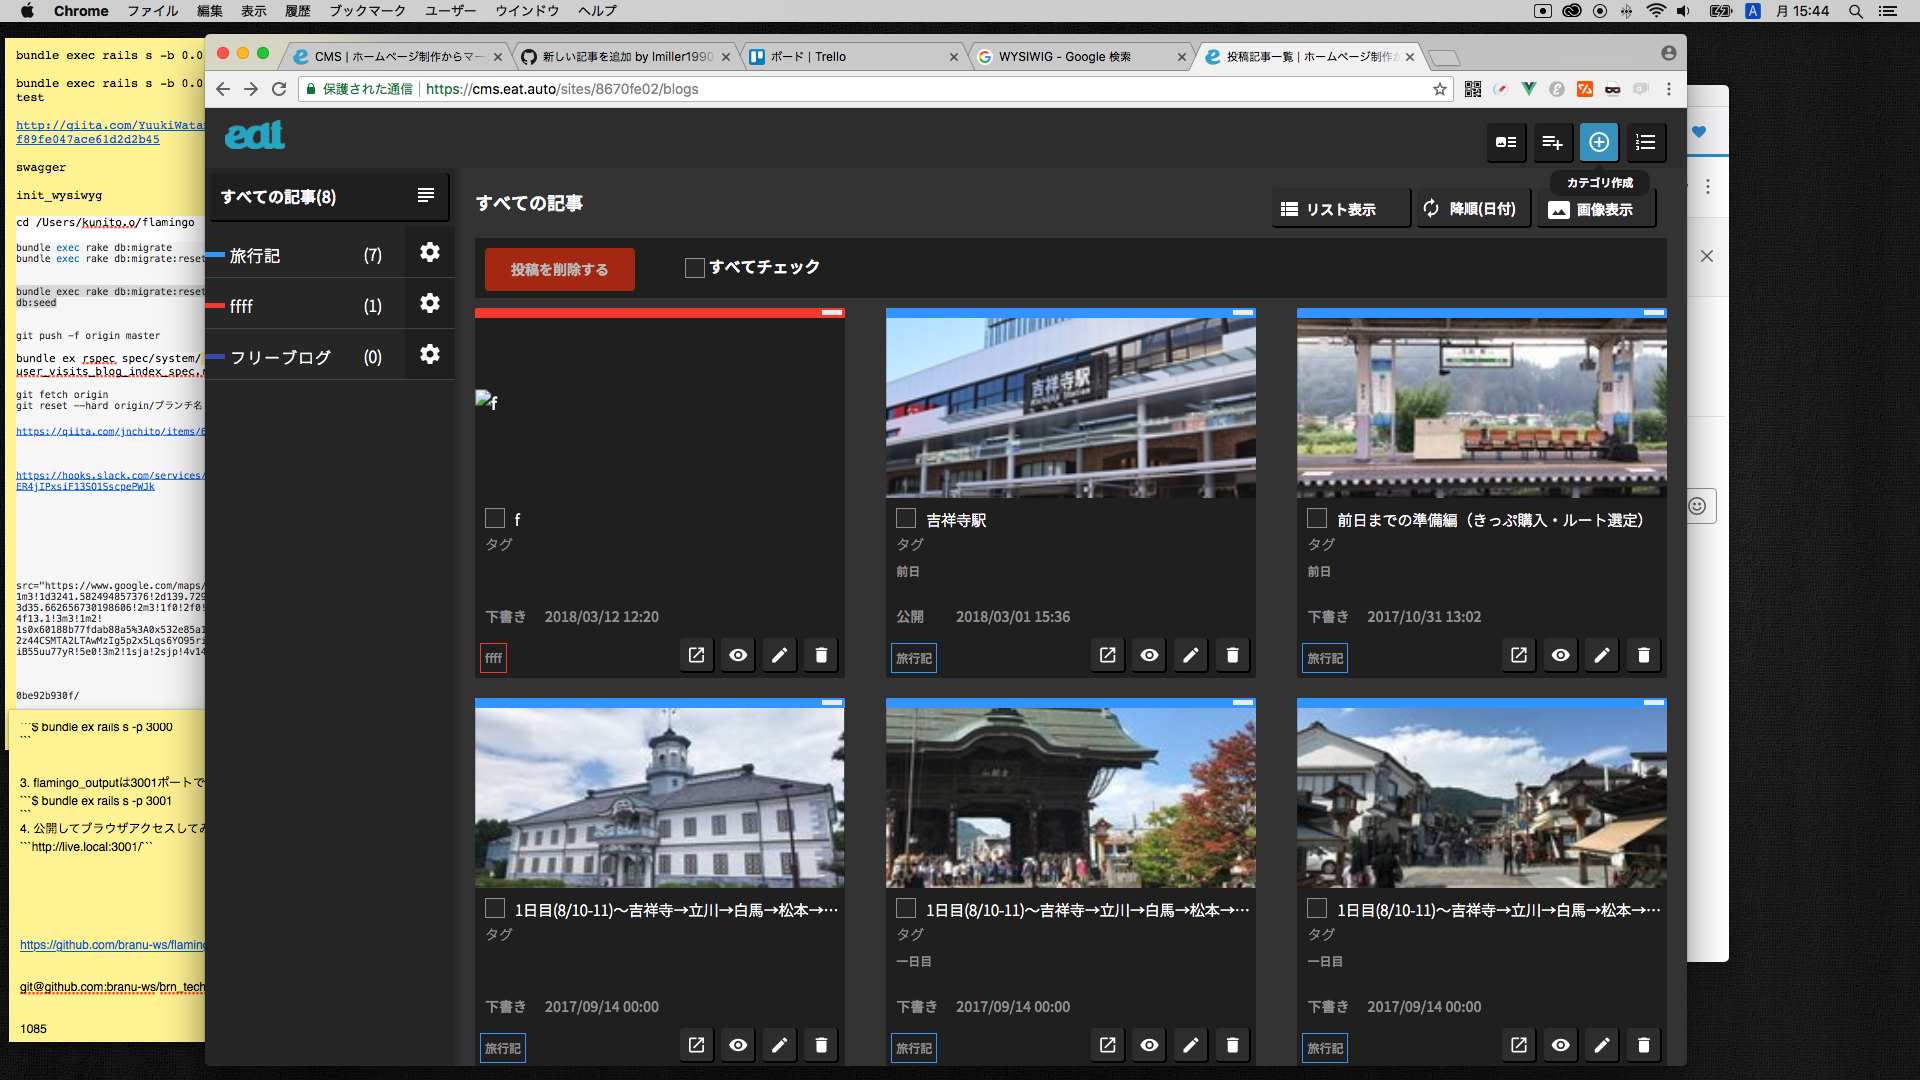 Chrome ファイル 編集 表示 履歴 ブックマーク ユーザー ウインドウ ヘルプ
A 月 15:44
bundle exec rails s -b 0.0
bundle exec rails s -b 0.0
test
http://qiita.com/YuukiWatan
f89fe047ace61d2d2b45
swagger
init_wysiwyg
cd /Users/kunito.o/flamingo
bundle exec rake db:migrate
bundle exec rake db:migrate:reset
bundle exec rake db:migrate:reset
db:seed
git push -f origin master
bundle ex rspec spec/system/
user_visits_blog_index_spec.r
git fetch origin
git reset --hard origin/ブランチ名
https://qiita.com/jnchito/items/6
https://hooks.slack.com/services/
ER4jIPxsiF13SO1SscpePWJk
src="https://www.google.com/maps/
1m3!1d3241.582494857376!2d139.729
3d35.662656730198606!2m3!1f0!2f0!
4f13.1!3m3!1m2!
1s0x60188b77fdab88a5%3A0x532e85a1
2z44CSMTA2LTAwMzIg5p2x5Lqs6YO95ri
iB55uu77yR!5e0!3m2!1sja!2sjp!4v14
0be92b930f/
```$ bundle ex rails s -p 3000
```
3. flamingo_outputは3001ポートで
```$ bundle ex rails s -p 3001
```
4. 公開してブラウザアクセスしてみ
```http://live.local:3001/```
https://github.com/branu-ws/flaming
git@github.com:branu-ws/brn_tech
1085
CMS | ホームページ制作からマー
新しい記事を追加 by lmiller1990
ボード | Trello
WYSIWIG - Google 検索
投稿記事一覧 | ホームページ制作か
保護された通信 | https://cms.eat.auto/sites/8670fe02/blogs
eat
カテゴリ作成
すべての記事(8)
旅行記 (7)
ffff (1)
フリーブログ (0)
すべての記事
リスト表示 降順(日付) 画像表示
投稿を削除する すべてチェック
f
f
タグ
下書き 2018/03/12 12:20
ffff
吉祥寺駅
吉祥寺駅
タグ
前日
公開 2018/03/01 15:36
旅行記
前日までの準備編（きっぷ購入・ルート選定）
タグ
前日
下書き 2017/10/31 13:02
旅行記
1日目(8/10-11)～吉祥寺→立川→白馬→松本→…
タグ
下書き 2017/09/14 00:00
旅行記
1日目(8/10-11)～吉祥寺→立川→白馬→松本→…
タグ
一日目
下書き 2017/09/14 00:00
旅行記
1日目(8/10-11)～吉祥寺→立川→白馬→松本→…
タグ
一日目
下書き 2017/09/14 00:00
旅行記